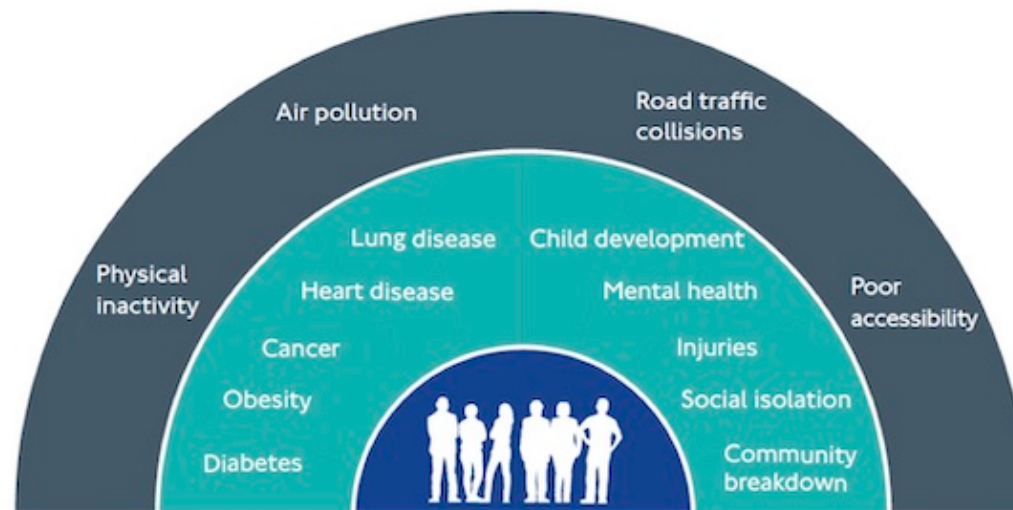 Air pollution
Road traffic
collisions
Physical
inactivity
Poor
accessibility
Lung disease
Child development
Heart disease
Mental health
Cancer
Injuries
Obesity
Social isolation
Diabetes
Community
breakdown